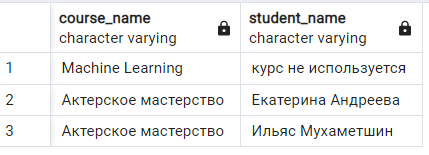 course_name student_name
character varying character varying
1 Machine Learning курс не используется
2 Актерское мастерство Екатерина Андреева
3 Актерское мастерство Ильяс Мухаметшин